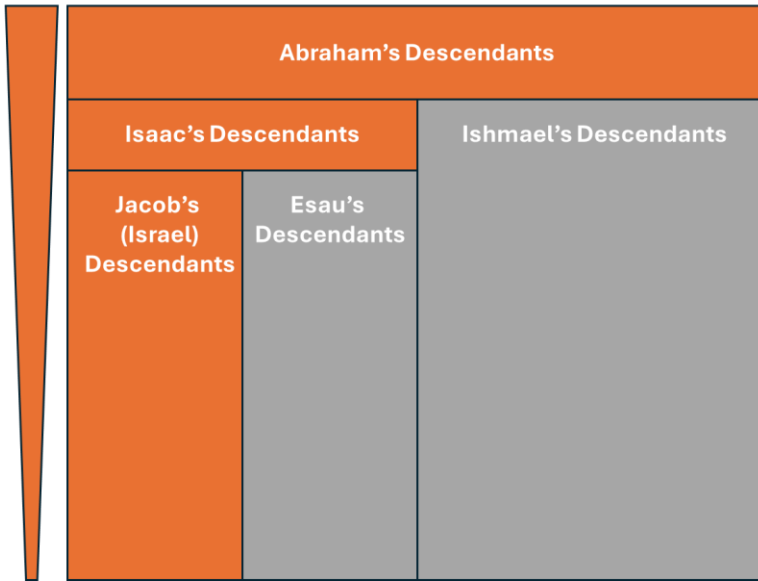 Abraham’s Descendants
Isaac’s Descendants
Ishmael’s Descendants
Jacob’s
(Israel)
Descendants
Esau’s
Descendants